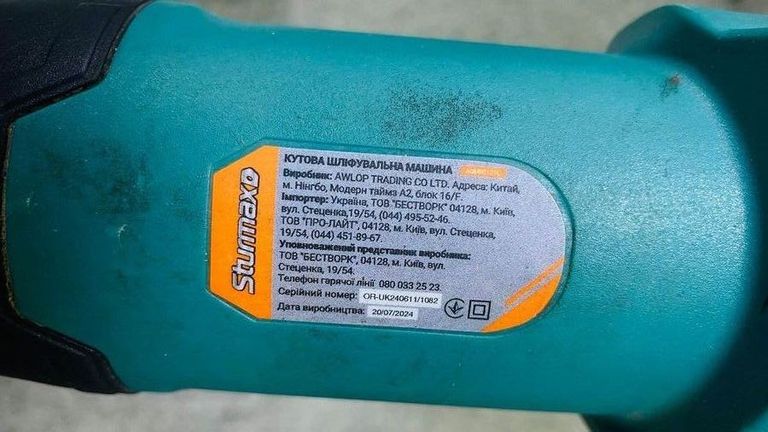 Sturmaxp
КУТОВА ШЛІФУВАЛЬНА МАШИНА
Виробник: AWLOP TRADING CO LTD. Адреса: Китай,
м. Нінгбо, Модерн таймз А2, блок 16/F.
Імпортер: Україна, ТОВ "БЕСТВОРК" 04128, м. Київ,
вул. Стеценка,19/54, (044) 495-52-46.
ТОВ "ПРО-ЛАЙТ", 04128, м. Київ, вул. Стеценка,
19/54, (044) 451-89-67.
Уповноважений представник виробника:
ТОВ "БЕСТВОРК", 04128, м. Київ, вул.
Стеценка, 19/54.
Телефон гарячої лінії 080 033 25 23.
Серійний номер: OR-UK240611/1082
Дата виробництва: 20/07/2024